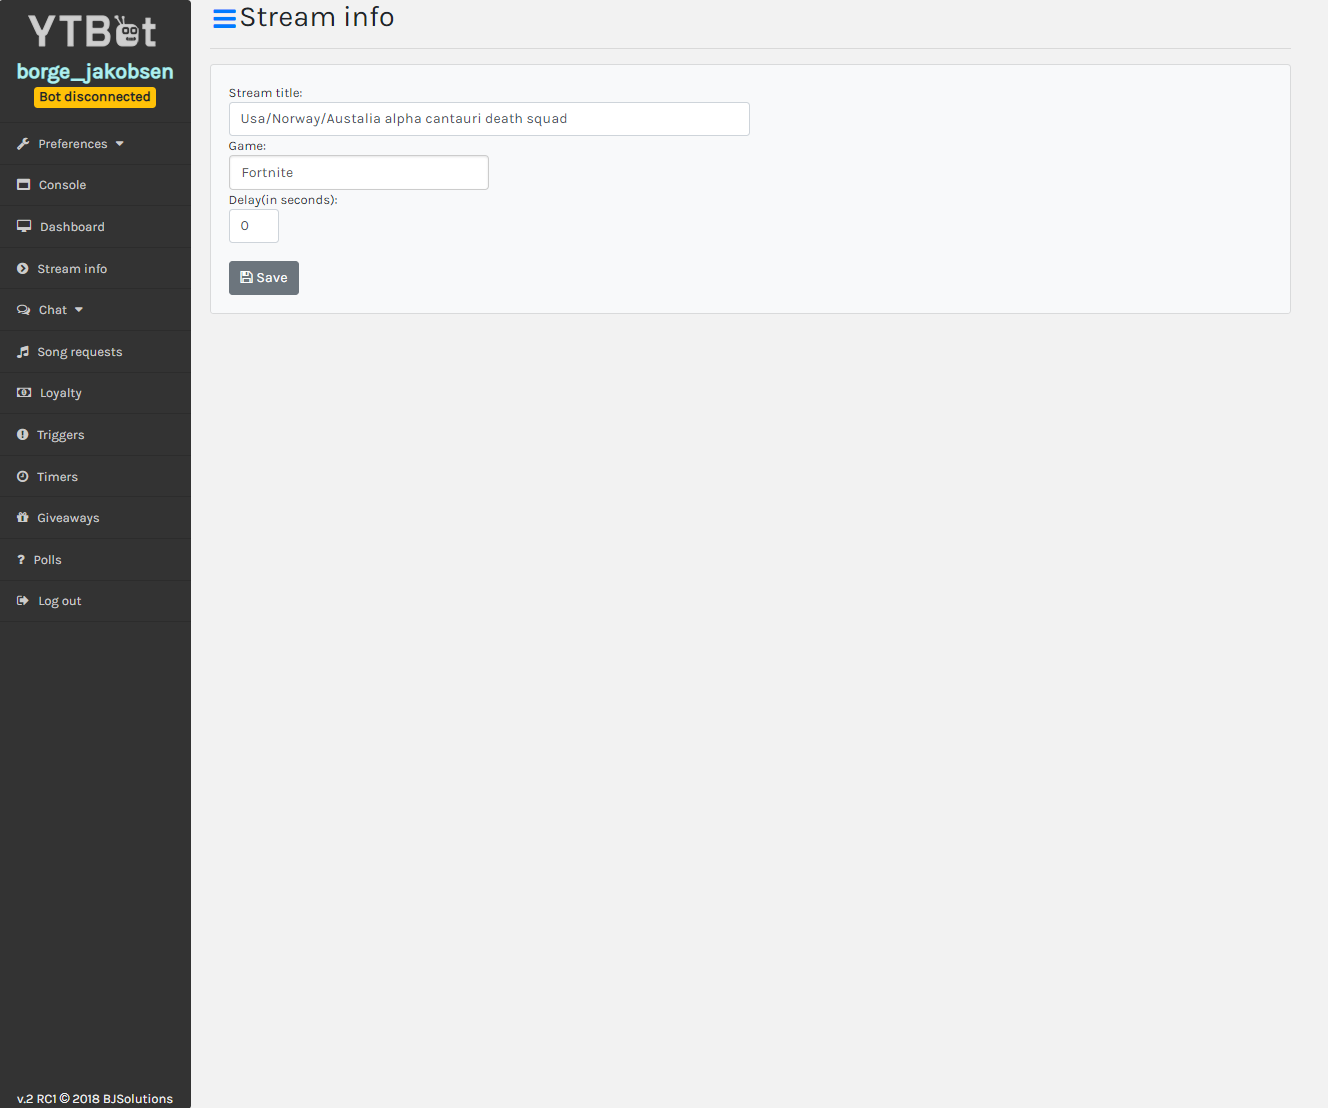 YTBot
borge_jakobsen
Bot disconnected
Preferences
Console
Dashboard
Stream info
Chat
Song requests
Loyalty
Triggers
Timers
Giveaways
Polls
Log out
v.2 RC1 © 2018 BJSolutions
Stream info
Stream title:
Usa/Norway/Austalia alpha cantauri death squad
Game:
Fortnite
Delay(in seconds):
0
Save